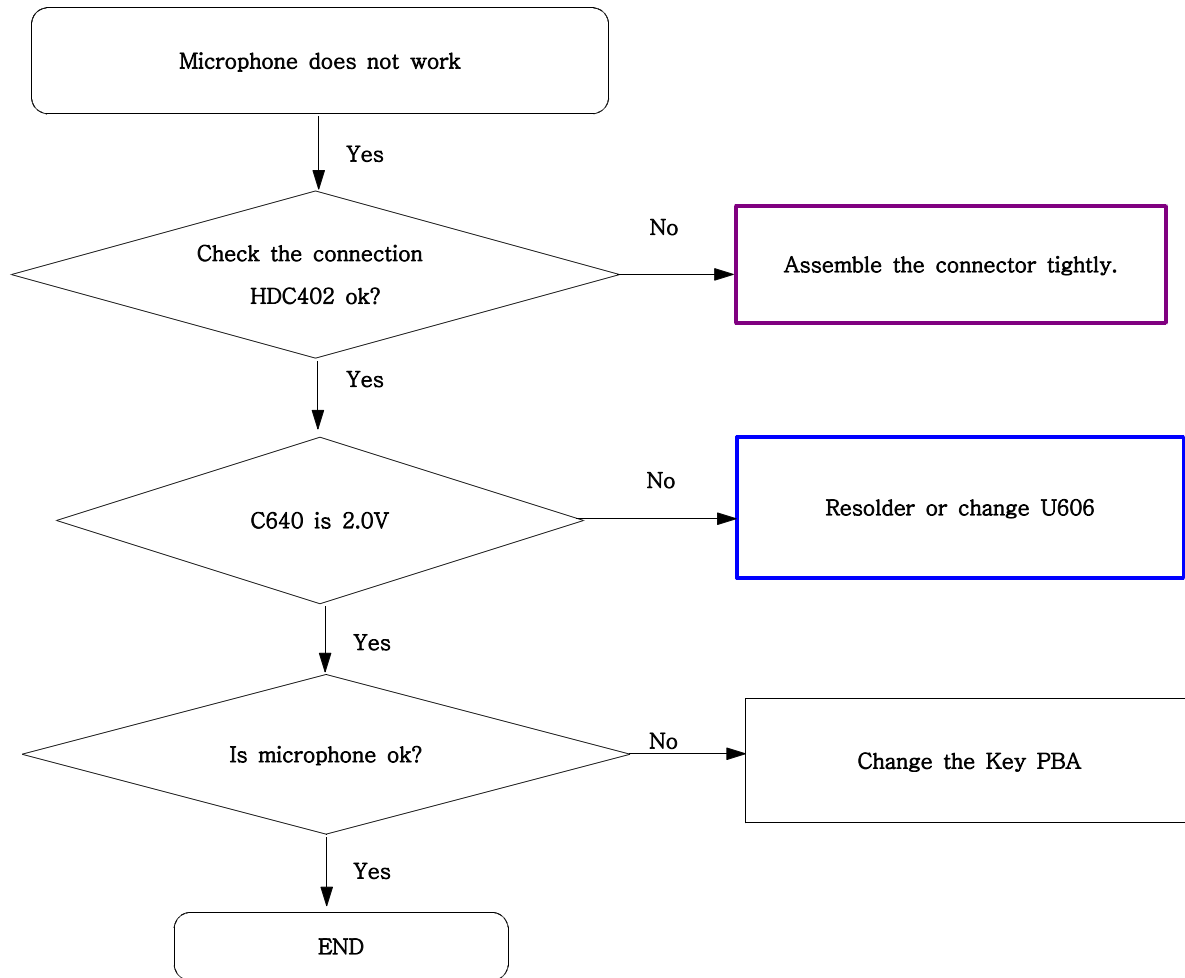 Microphone does not work
Yes
Check the connection
HDC402 ok?
No
Assemble the connector tightly.
Yes
C640 is 2.0V
No
Resolder or change U606
Yes
Is microphone ok?
No
Change the Key PBA
Yes
END